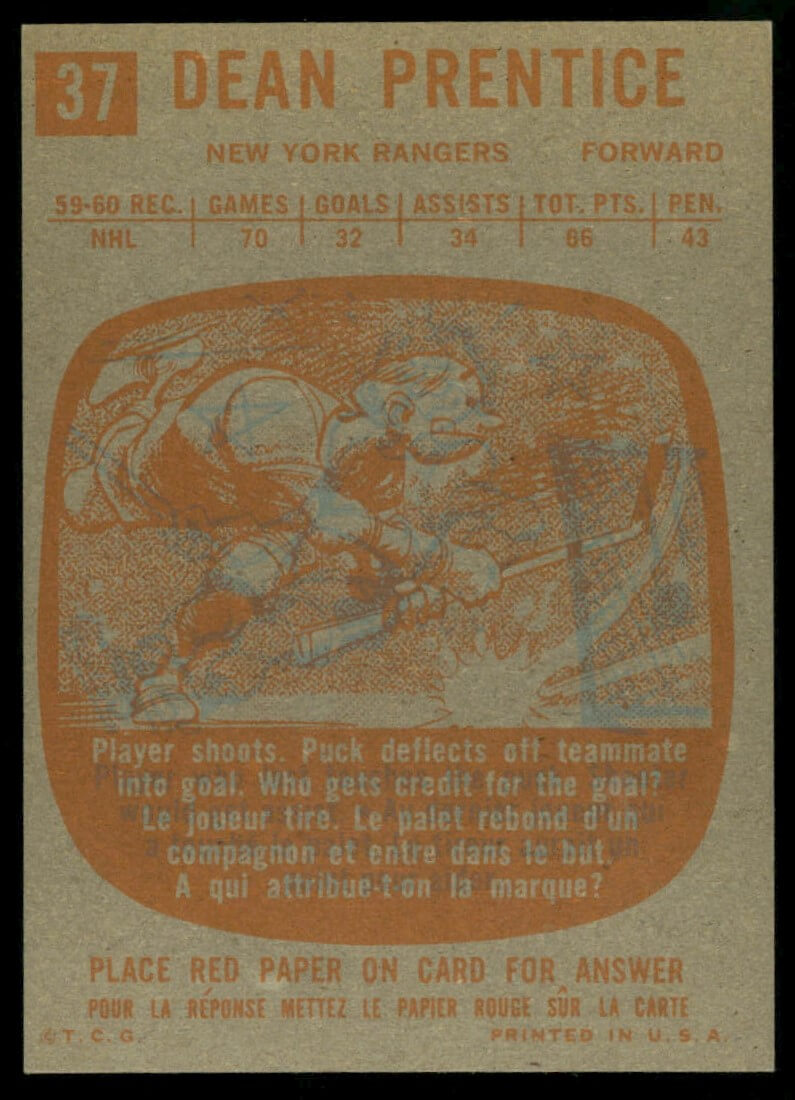 37 DEAN PRENTICE
NEW YORK RANGERS FORWARD
59-60 REC. GAMES GOALS ASSISTS TOT. PTS. PEN.
NHL 70 32 34 66 43
Player shoots. Puck deflects off teammate
into goal. Who gets credit for the goal?
Le joueur tire. Le palet rebond d'un
compagnon et entre dans le but.
A qui attribue-t-on la marque?
PLACE RED PAPER ON CARD FOR ANSWER
POUR LA RÉPONSE METTEZ LE PAPIER ROUGE SÛR LA CARTE
© T. C. G. PRINTED IN U. S. A.